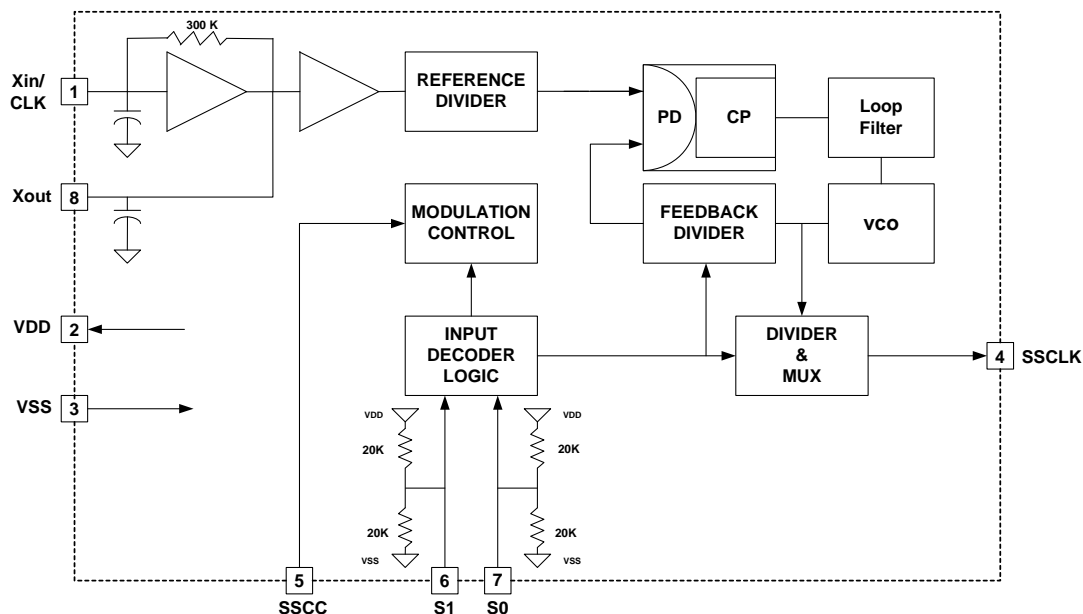 300 K
Xin/
CLK
1
REFERENCE
DIVIDER
PD
CP
Loop
Filter
Xout
8
MODULATION
CONTROL
FEEDBACK
DIVIDER
vco
VDD
2
INPUT
DECODER
LOGIC
DIVIDER
&
MUX
4
SSCLK
VSS
3
VDD
VDD
20K
20K
20K
20K
VSS
VSS
5
6
7
SSCC
S1
S0